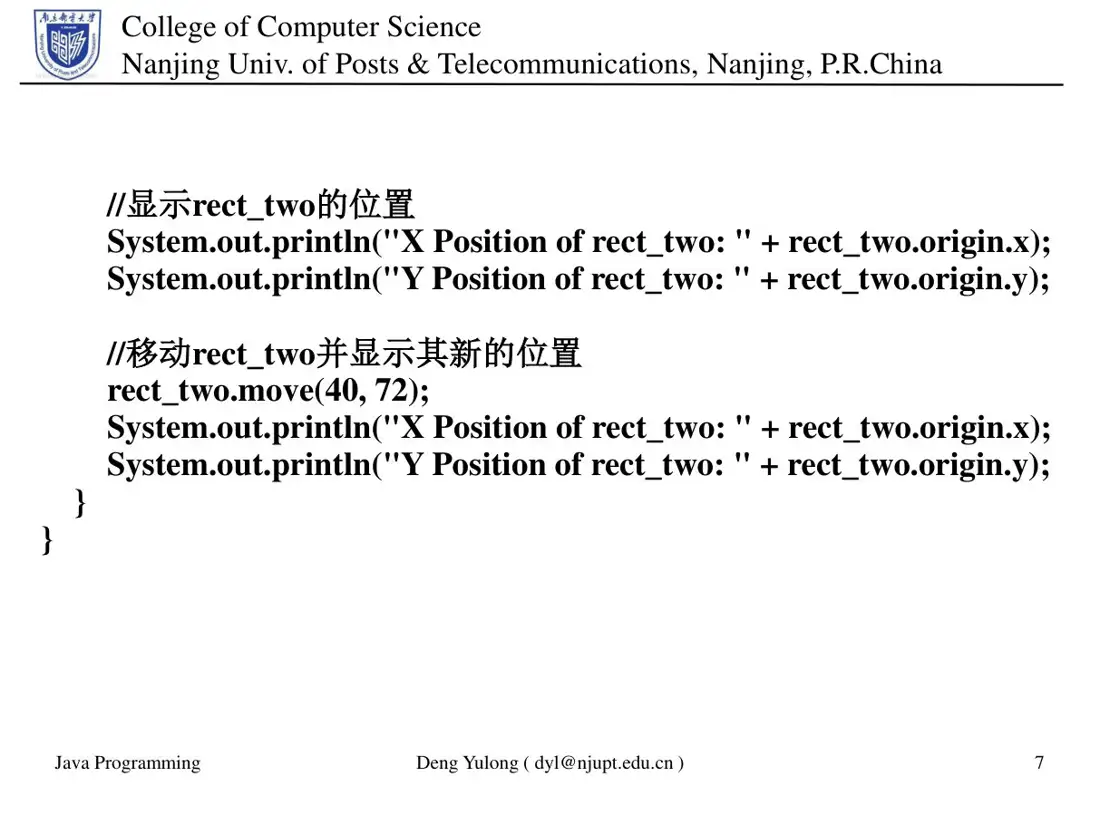 College of Computer Science
Nanjing Univ. of Posts & Telecommunications, Nanjing, P.R.China
//显示rect_two的位置
System.out.println("X Position of rect_two: " + rect_two.origin.x);
System.out.println("Y Position of rect_two: " + rect_two.origin.y);
//移动rect_two并显示其新的位置
rect_two.move(40, 72);
System.out.println("X Position of rect_two: " + rect_two.origin.x);
System.out.println("Y Position of rect_two: " + rect_two.origin.y);
}
}
Java Programming
Deng Yulong ( dyl@njupt.edu.cn )
7